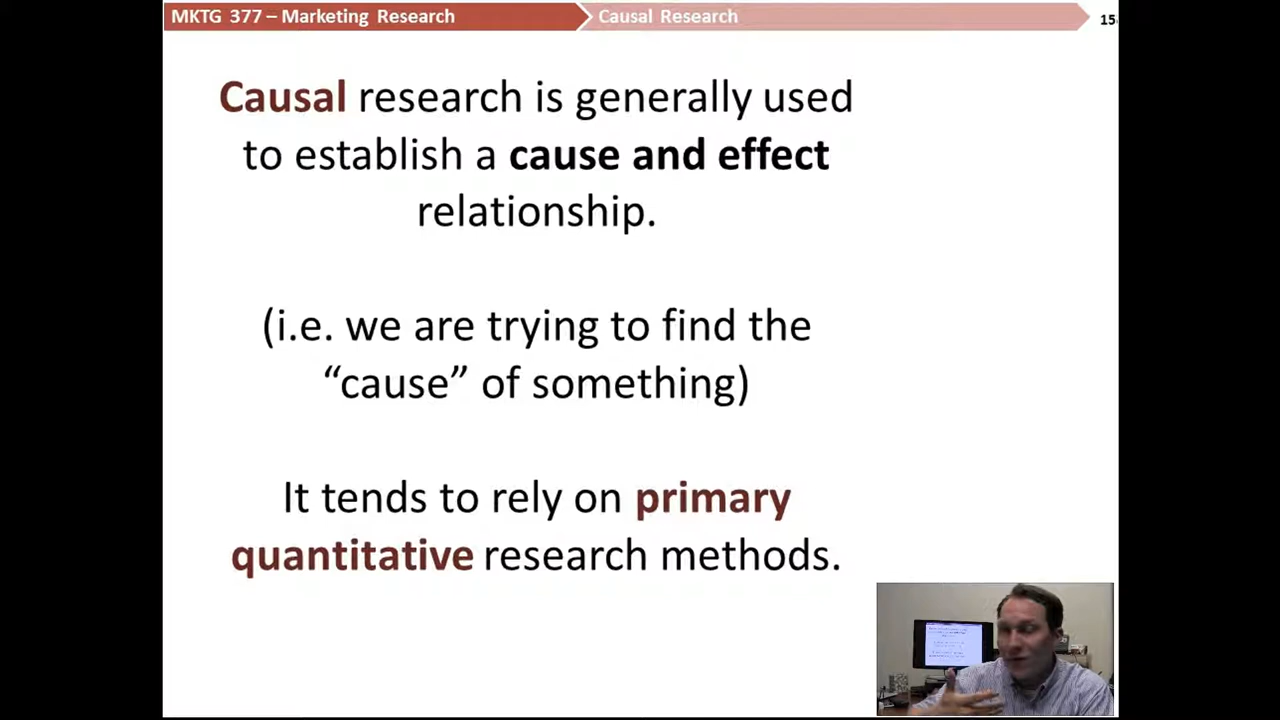 MKTG 377 – Marketing Research
Causal Research
15
Causal research is generally used
to establish a cause and effect
relationship.
(i.e. we are trying to find the
“cause” of something)
It tends to rely on primary
quantitative research methods.